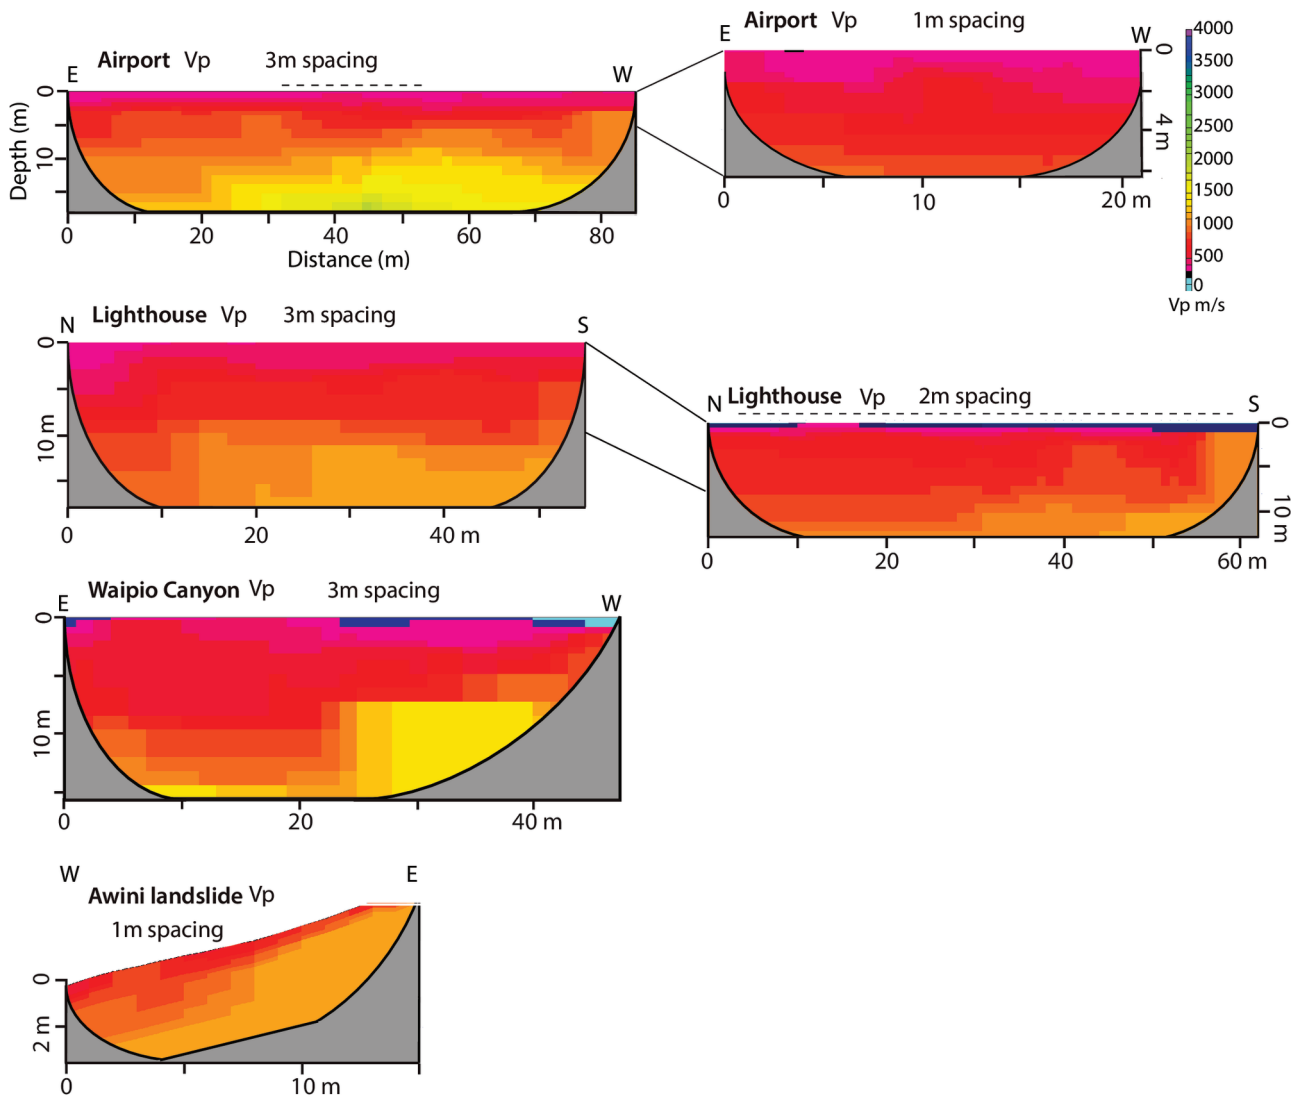 Airport Vp 3m spacing
E W
0
10
Depth (m)
0 20 40 60 80
Distance (m)
Airport Vp 1m spacing
E W
0
4 m
0 10 20 m
4000
3500
3000
2500
2000
1500
1000
500
0
Vp m/s
Lighthouse Vp 3m spacing
N S
0
10 m
0 20 40 m
Lighthouse Vp 2m spacing
N S
0
10 m
0 20 40 60 m
Waipio Canyon Vp 3m spacing
E W
0
10 m
0 20 40 m
W E
Awini landslide Vp
1m spacing
0
2 m
0 10 m